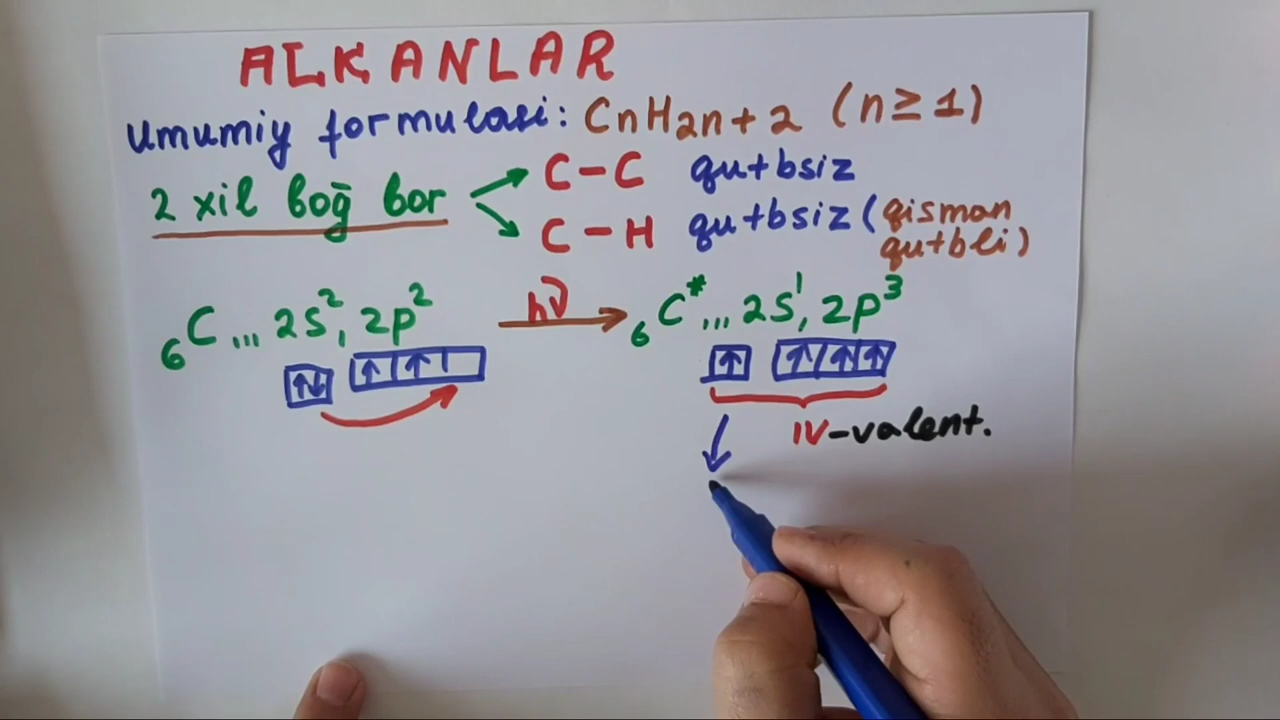 ALKANLAR
Umumiy formulasi: CnH2n+2 (n≥1)
2 xil boḡ bor
C-C qutbsiz
C-H qutbsiz (qisman
qutbli)
₆C ... 2s², 2p² hν ₆C* ... 2s¹, 2p³
IV-valent.